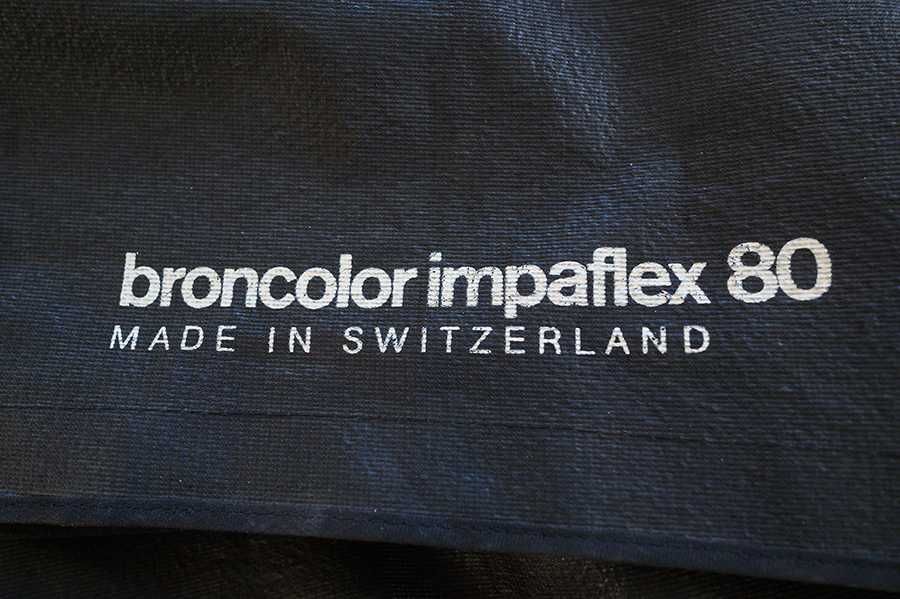 broncolor impaflex 80
MADE IN SWITZERLAND